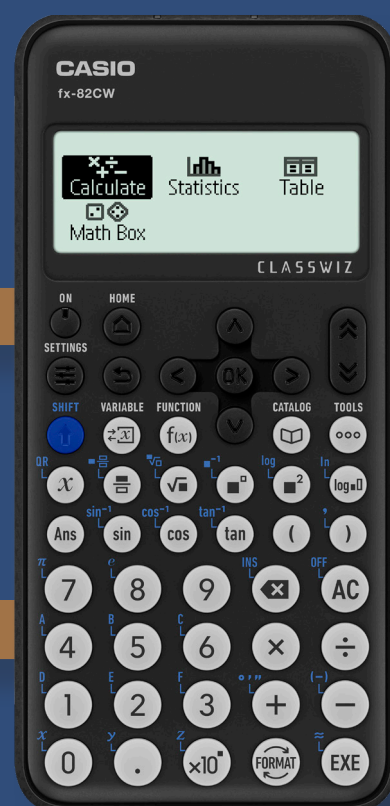 CASIO
fx-82CW
Calculate Statistics Table
Math Box
CLASSWIZ
ON HOME
SETTINGS
OK
SHIFT VARIABLE FUNCTION CATALOG TOOLS
x f(x)
QR log ln
x √■ ■² log■□
sin⁻¹ cos⁻¹ tan⁻¹ ,
Ans sin cos tan ( )
π e INS OFF
7 8 9 AC
A B C
4 5 6 × ÷
D E F ° ′ ″ (−)
1 2 3 + −
x y z ≈
0 . ×10■ FORMAT EXE